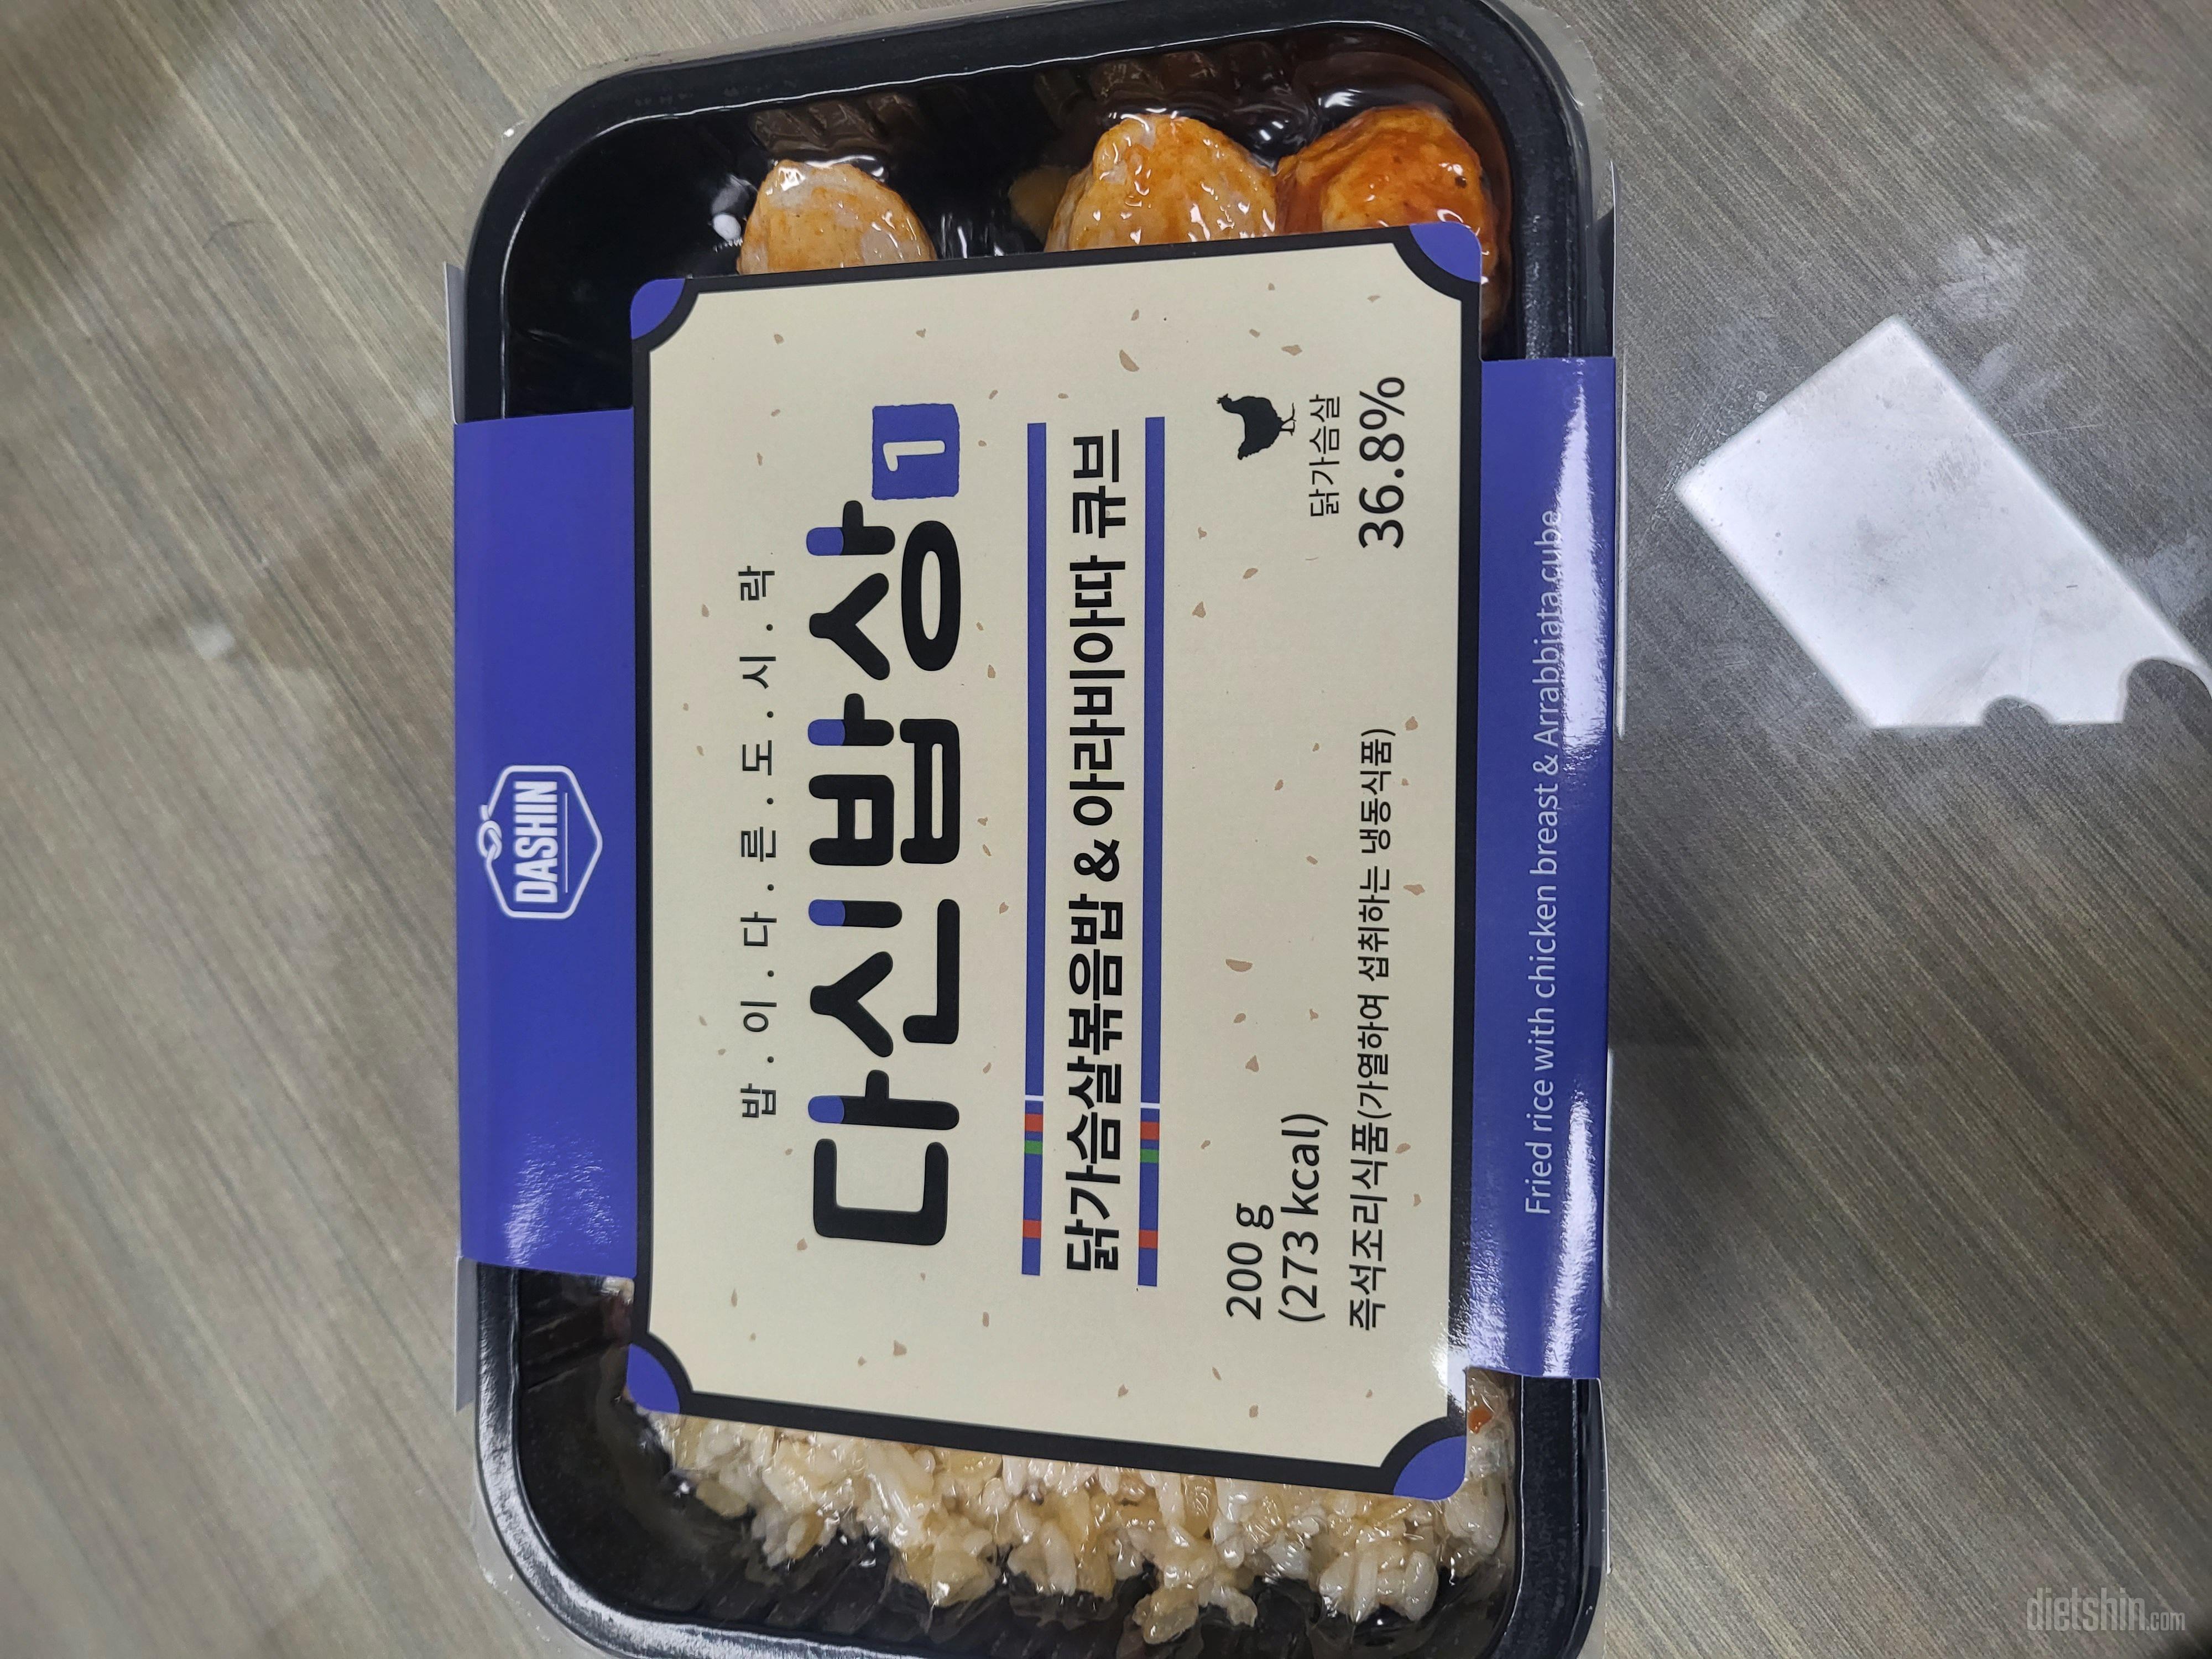 DASHIN
밥.이.다.른.도.시.락
다신밥상 1
닭가슴살볶음밥 & 아라비아따 큐브
닭가슴살
36.8%
200 g
(273 kcal)
즉석조리식품(가열하여 섭취하는 냉동식품)
Fried rice with chicken breast & Arrabbiata cube
dietshin.com